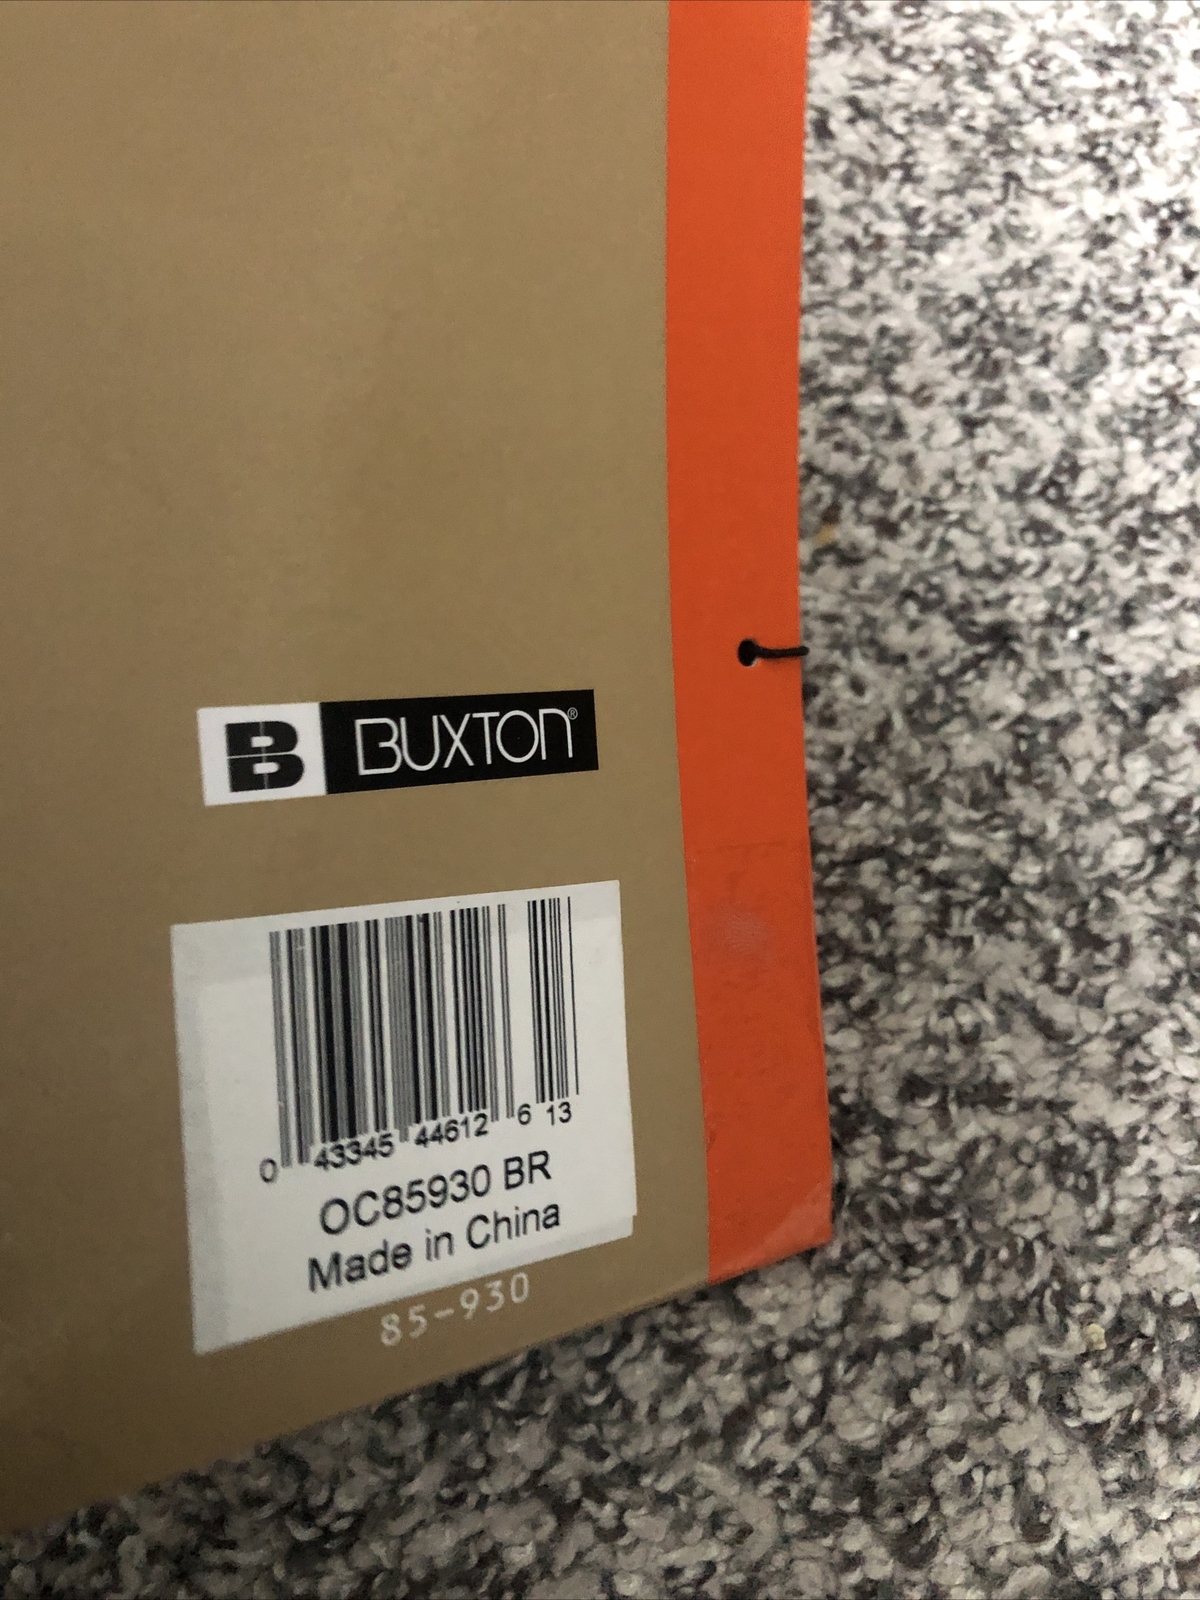 B BUXTON®
0 43345 44612 6 13
OC85930 BR
Made in China
85-930